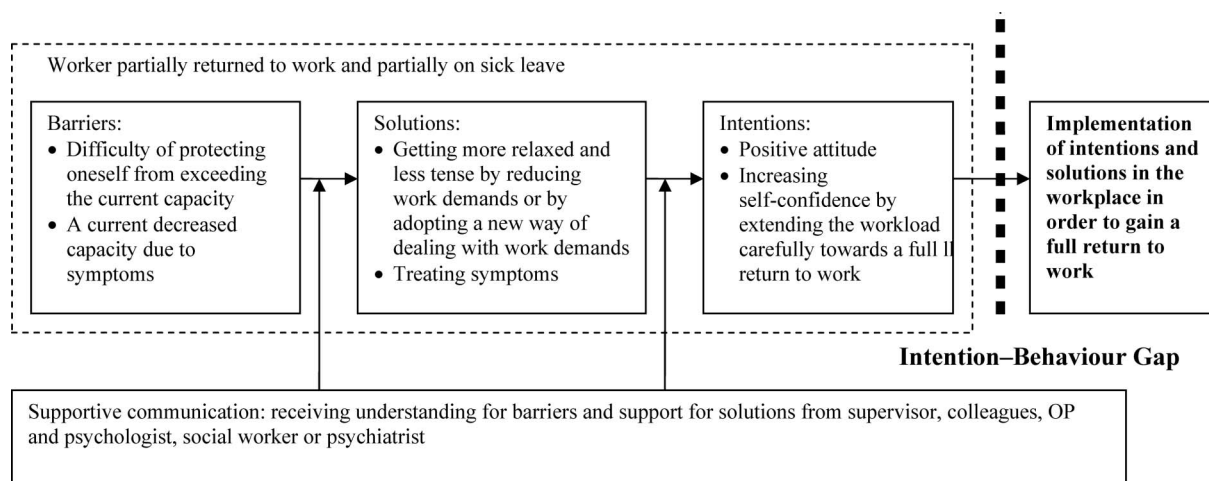 Worker partially returned to work and partially on sick leave
Barriers:
• Difficulty of protecting
oneself from exceeding
the current capacity
• A current decreased
capacity due to
symptoms
Solutions:
• Getting more relaxed and
less tense by reducing
work demands or by
adopting a new way of
dealing with work demands
• Treating symptoms
Intentions:
• Positive attitude
• Increasing
self-confidence by
extending the workload
carefully towards a full ll
return to work
Implementation
of intentions and
solutions in the
workplace in
order to gain a
full return to
work
Intention–Behaviour Gap
Supportive communication: receiving understanding for barriers and support for solutions from supervisor, colleagues, OP
and psychologist, social worker or psychiatrist